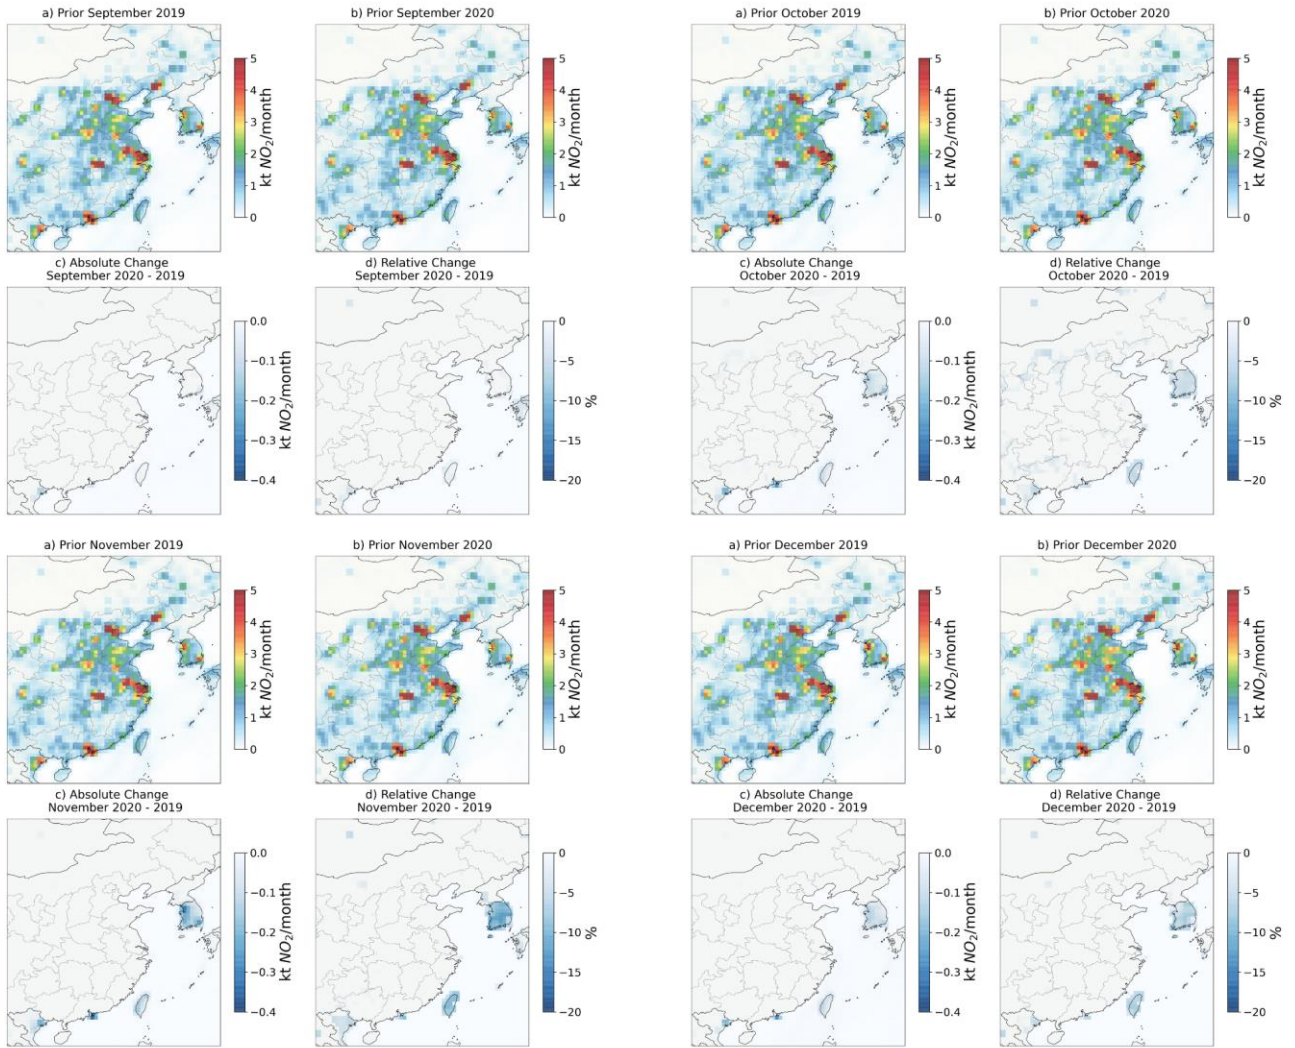 a) Prior September 2019
b) Prior September 2020
a) Prior October 2019
b) Prior October 2020
5
4
3
2
1
0
kt NO2/month
5
4
3
2
1
0
kt NO2/month
5
4
3
2
1
0
kt NO2/month
5
4
3
2
1
0
kt NO2/month
c) Absolute Change
September 2020 - 2019
d) Relative Change
September 2020 - 2019
c) Absolute Change
October 2020 - 2019
d) Relative Change
October 2020 - 2019
0.0
−0.1
−0.2
−0.3
−0.4
kt NO2/month
0
−5
−10
−15
−20
%
0.0
−0.1
−0.2
−0.3
−0.4
kt NO2/month
0
−5
−10
−15
−20
%
a) Prior November 2019
b) Prior November 2020
a) Prior December 2019
b) Prior December 2020
5
4
3
2
1
0
kt NO2/month
5
4
3
2
1
0
kt NO2/month
5
4
3
2
1
0
kt NO2/month
5
4
3
2
1
0
kt NO2/month
c) Absolute Change
November 2020 - 2019
d) Relative Change
November 2020 - 2019
c) Absolute Change
December 2020 - 2019
d) Relative Change
December 2020 - 2019
0.0
−0.1
−0.2
−0.3
−0.4
kt NO2/month
0
−5
−10
−15
−20
%
0.0
−0.1
−0.2
−0.3
−0.4
kt NO2/month
0
−5
−10
−15
−20
%